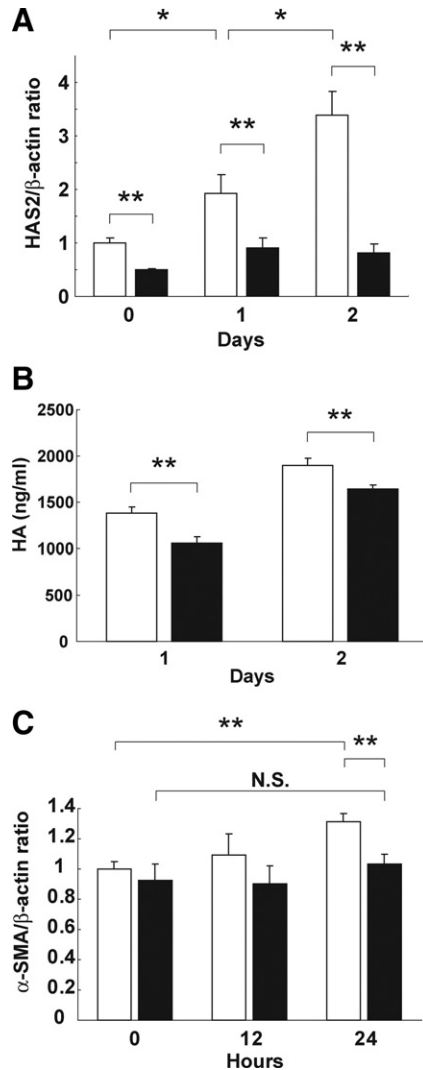 A
* *
**
**
**
HAS2/β-actin ratio
4
3
2
1
0
0 1 2
Days
B
HA (ng/ml)
2500
2000
1500
1000
500
0
**
**
1 2
Days
C
**
**
N.S.
α-SMA/β-actin ratio
1.4
1.2
1
0.8
0.6
0.4
0.2
0
0 12 24
Hours